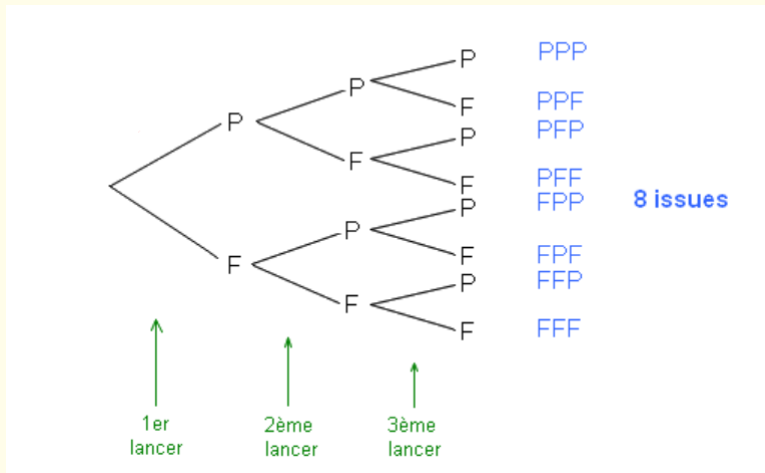 P PPP
P
F PPF
P
P PFP
F
F PFF
P FPP
8 issues
P
F FPF
F
P FFP
F
F FFF
1er
lancer
2ème
lancer
3ème
lancer